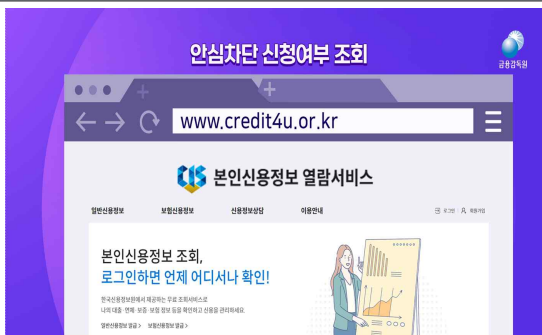 안심차단 신청여부 조회
금융감독원
www.credit4u.or.kr
CIS 본인신용정보 열람서비스
일반신용정보 보험신용정보 신용정보상담 이용안내 로그인 회원가입
본인신용정보 조회,
로그인하면 언제 어디서나 확인!
한국신용정보원에서 제공하는 무료 조회서비스로
나의 대출·연체·보증·보험 정보 등을 확인하고 신용을 관리하세요
일반신용정보 열람 > 보험신용정보 열람 >